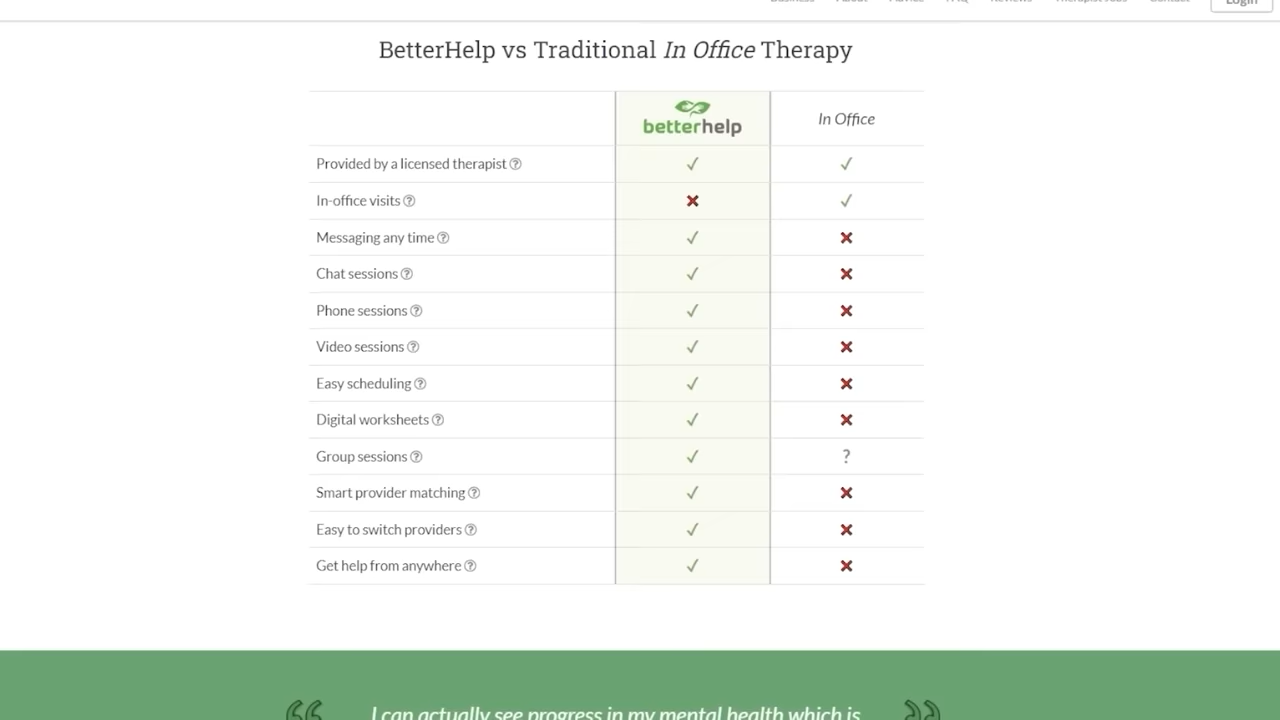 Login
BetterHelp vs Traditional In Office Therapy
betterhelp In Office
Provided by a licensed therapist ? ✓ ✓
In-office visits ? ✗ ✓
Messaging any time ? ✓ ✗
Chat sessions ? ✓ ✗
Phone sessions ? ✓ ✗
Video sessions ? ✓ ✗
Easy scheduling ? ✓ ✗
Digital worksheets ? ✓ ✗
Group sessions ? ✓ ?
Smart provider matching ? ✓ ✗
Easy to switch providers ? ✓ ✗
Get help from anywhere ? ✓ ✗
“ I can actually see progress in my mental health which is ”